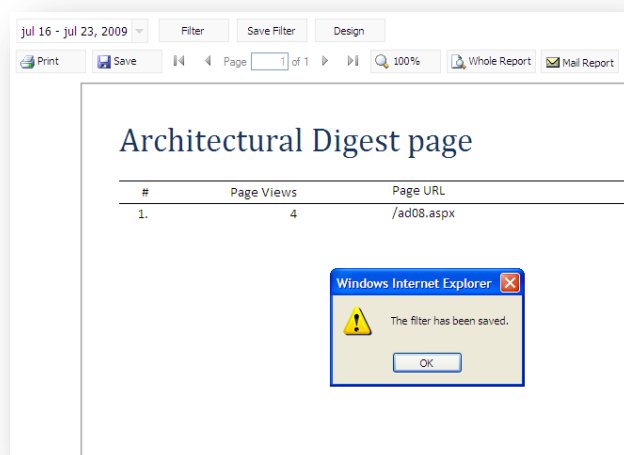 jul 16 - jul 23, 2009 Filter Save Filter Design
Print Save Page 1 of 1 100% Whole Report Mail Report
Architectural Digest page
# Page Views Page URL
1. 4 /ad08.aspx
Windows Internet Explorer
The filter has been saved.
OK